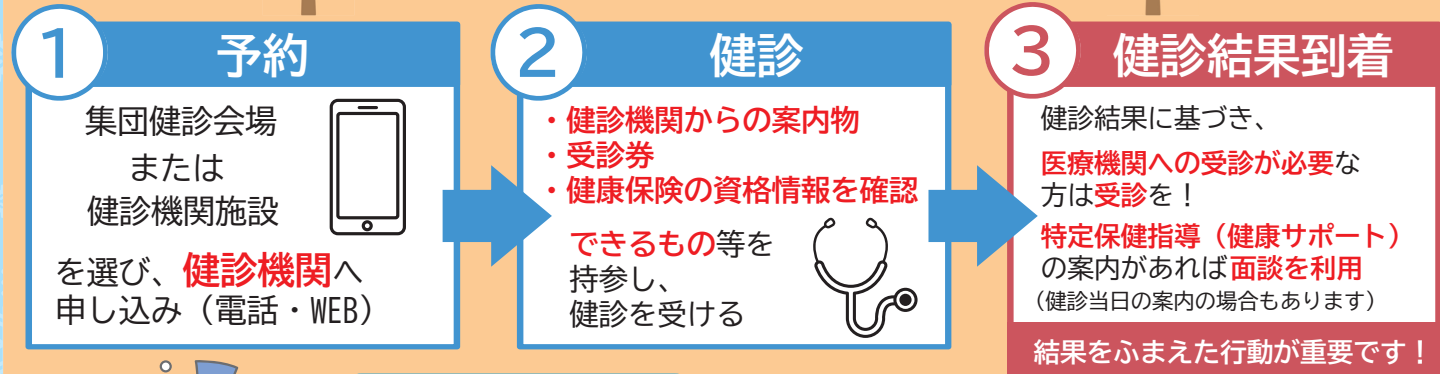 1 予約
集団健診会場
または
健診機関施設
を選び、健診機関へ
申し込み（電話・WEB）
2 健診
・健診機関からの案内物
・受診券
・健康保険の資格情報を確認
できるもの等を
持参し、
健診を受ける
3 健診結果到着
健診結果に基づき、
医療機関への受診が必要な
方は受診を！
特定保健指導（健康サポート）
の案内があれば面談を利用
（健診当日の案内の場合もあります）
結果をふまえた行動が重要です！